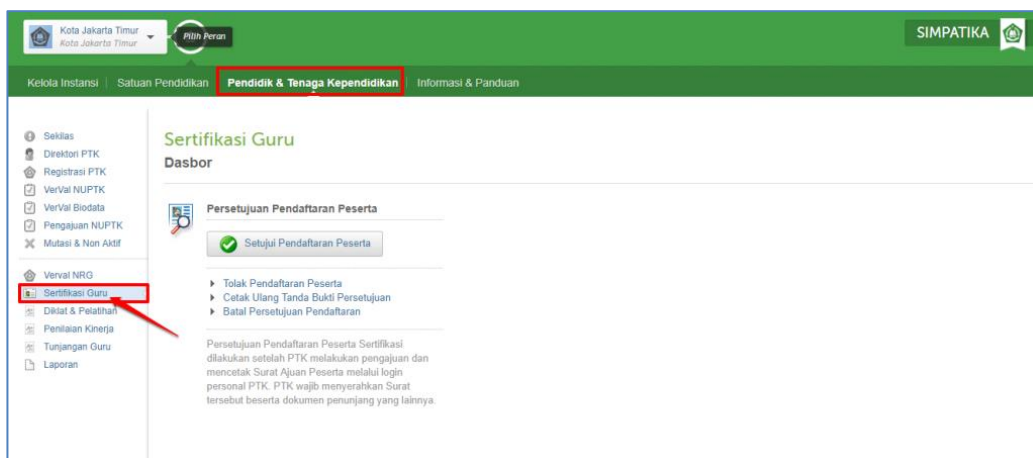 Kota Jakarta Timur
Kota Jakarta Timur
Pilih Peran
SIMPATIKA
Kelola Instansi
Satuan Pendidikan
Pendidik & Tenaga Kependidikan
Informasi & Panduan
Sekilas
Direktori PTK
Registrasi PTK
VerVal NUPTK
VerVal Biodata
Pengajuan NUPTK
Mutasi & Non Aktif
Verval NRG
Sertifikasi Guru
Diklat & Pelatihan
Penilaian Kinerja
Tunjangan Guru
Laporan
Sertifikasi Guru
Dasbor
Persetujuan Pendaftaran Peserta
Setujui Pendaftaran Peserta
Tolak Pendaftaran Peserta
Cetak Ulang Tanda Bukti Persetujuan
Batal Persetujuan Pendaftaran
Persetujuan Pendaftaran Peserta Sertifikasi
dilakukan setelah PTK melakukan pengajuan dan
mencetak Surat Ajuan Peserta melalui login
personal PTK. PTK wajib menyerahkan Surat
tersebut beserta dokumen penunjang yang lainnya.